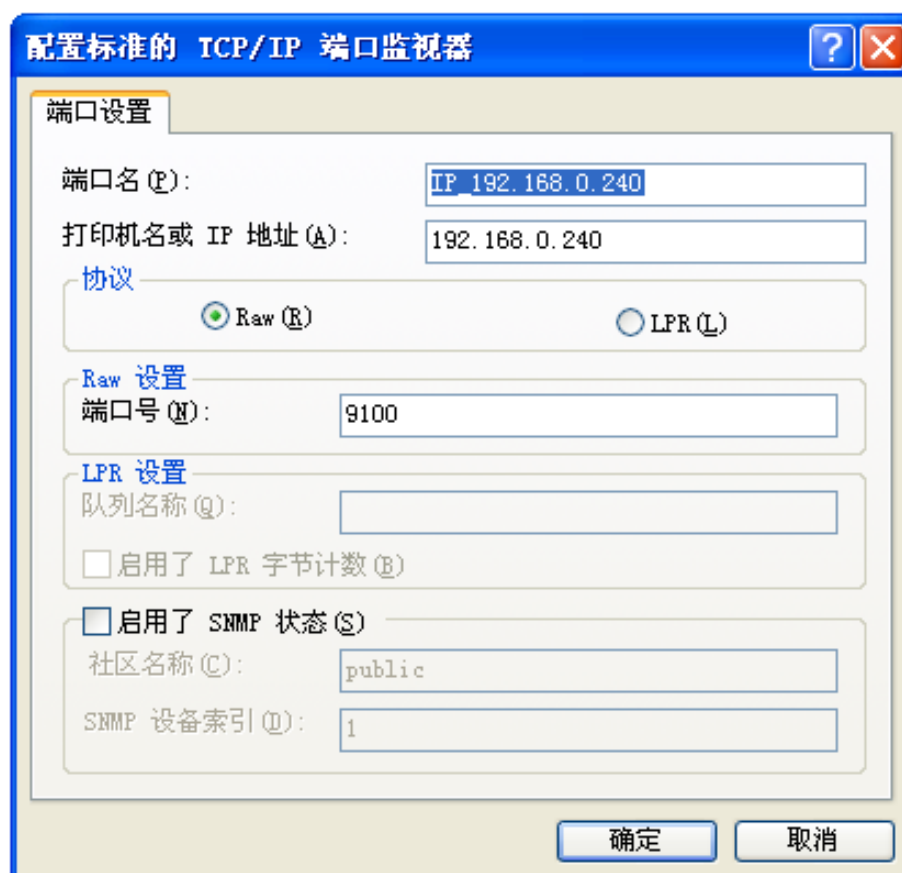 配置标准的 TCP/IP 端口监视器
端口设置
端口名(P): IP_192.168.0.240
打印机名或 IP 地址(A): 192.168.0.240
协议
Raw(R) LPR(L)
Raw 设置
端口号(N): 9100
LPR 设置
队列名称(Q):
启用了 LPR 字节计数(B)
启用了 SNMP 状态(S)
社区名称(C): public
SNMP 设备索引(D): 1
确定 取消